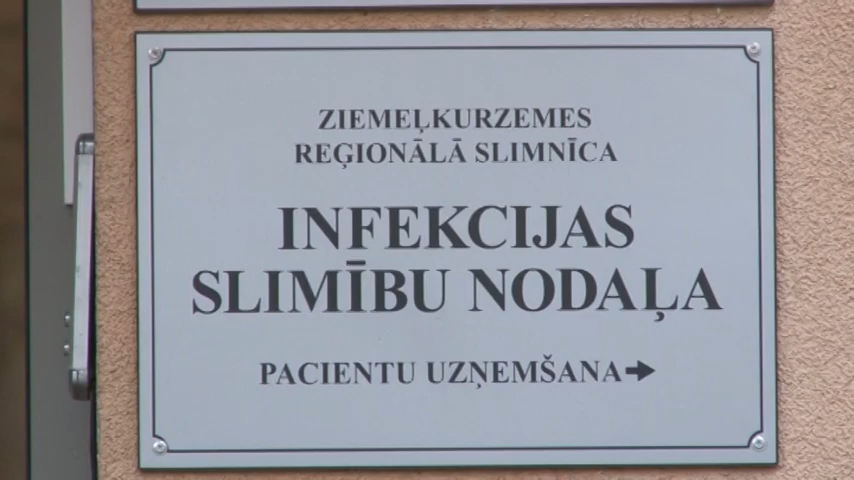 ZIEMEĻKURZEMES
REĢIONĀLĀ SLIMNĪCA
INFEKCIJAS
SLIMĪBU NODAĻA
PACIENTU UZŅEMŠANA➔